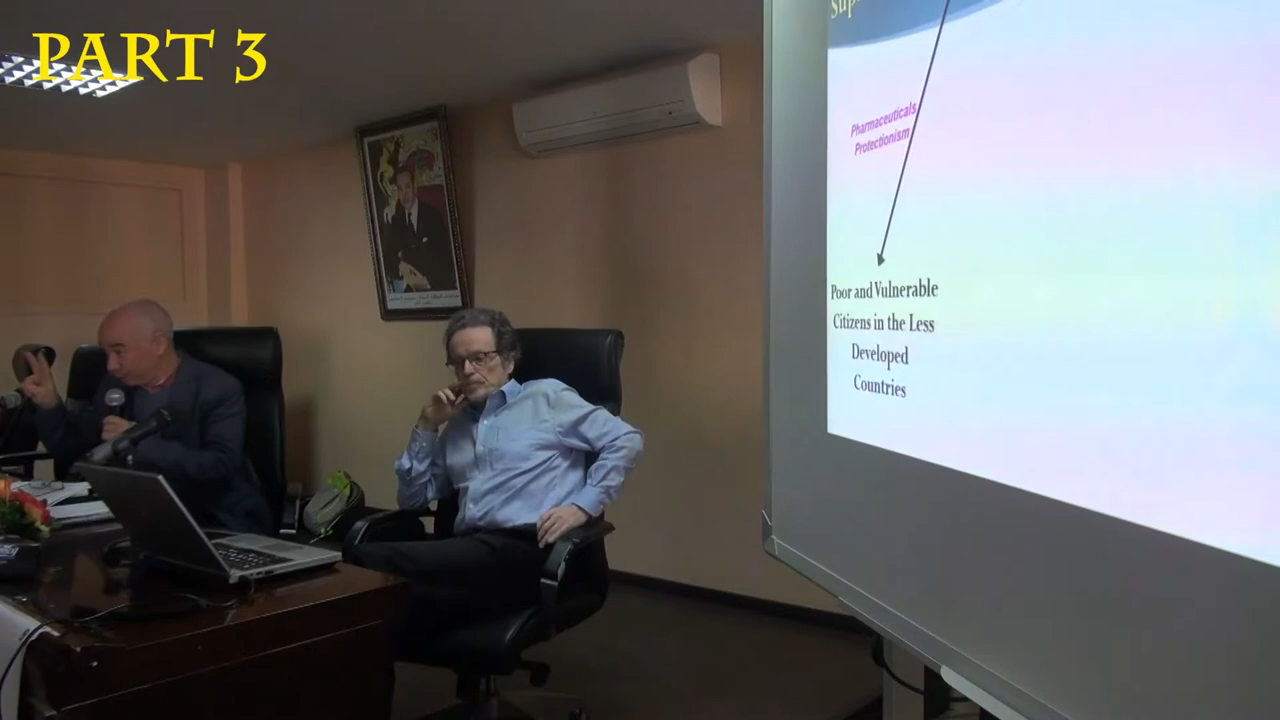 PART 3
Pharmaceuticals
Protectionism
Poor and Vulnerable
Citizens in the Less
Developed
Countries